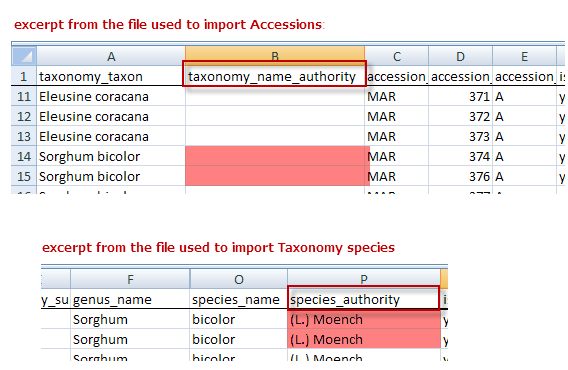 excerpt from the file used to import Accessions:
A B C D E
1 taxonomy_taxon taxonomy_name_authority accession_ accession_ accession_ is
11 Eleusine coracana MAR 371 A y
12 Eleusine coracana MAR 372 A y
13 Eleusine coracana MAR 373 A y
14 Sorghum bicolor MAR 374 A y
15 Sorghum bicolor MAR 376 A y
excerpt from the file used to import Taxonomy species
F O P
y_su genus_name species_name species_authority i
Sorghum bicolor (L.) Moench y
Sorghum bicolor (L.) Moench y
Sorghum bicolor (L.) Moench